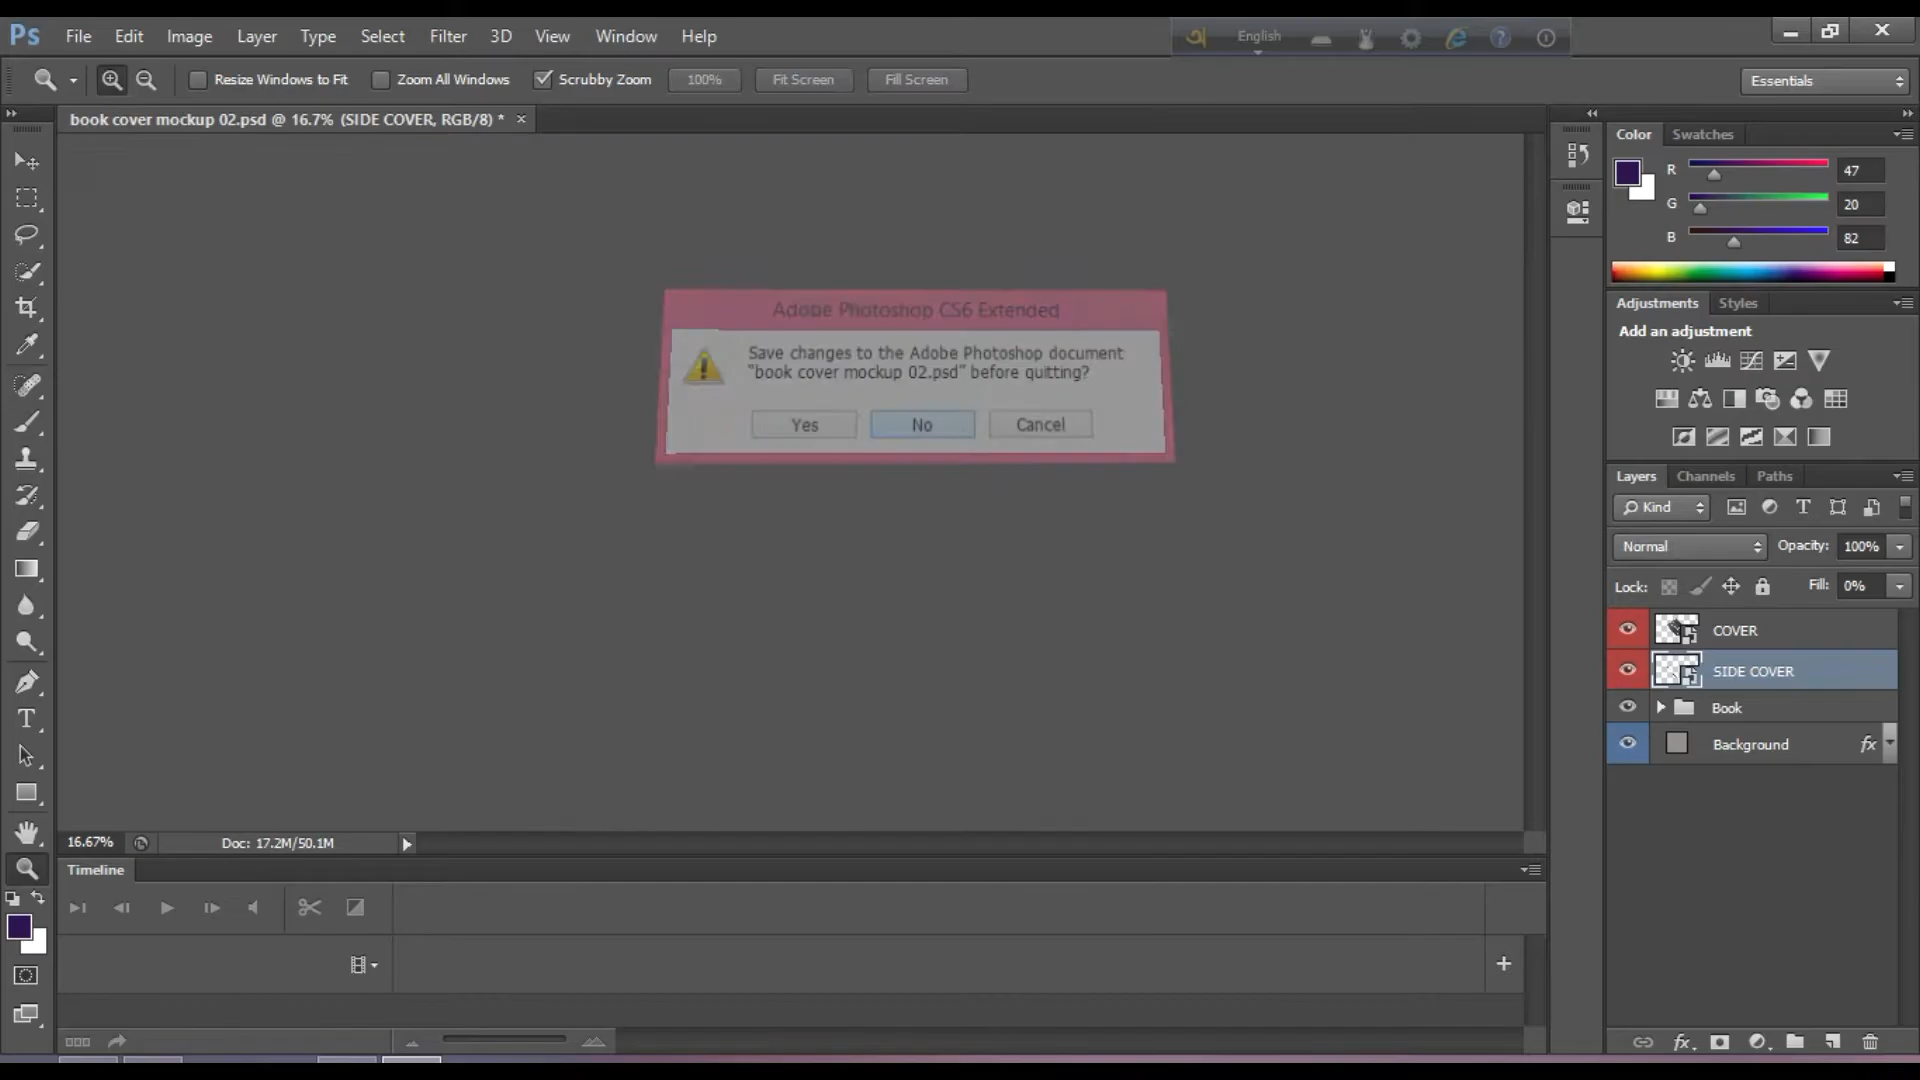 Ps File Edit Image Layer Type Select Filter 3D View Window Help
অ English
Resize Windows to Fit Zoom All Windows Scrubby Zoom 100% Fit Screen Fill Screen Essentials
book cover mockup 02.psd @ 16.7% (SIDE COVER, RGB/8) * ×
Color Swatches
R 47
G 20
B 82
Adjustments Styles
Add an adjustment
Adobe Photoshop CS6 Extended
Save changes to the Adobe Photoshop document
"book cover mockup 02.psd" before quitting?
Yes No Cancel
Layers Channels Paths
Kind
Normal Opacity: 100%
Lock: Fill: 0%
COVER
SIDE COVER
Book
Background fx
16.67% Doc: 17.2M/50.1M
Timeline
fx